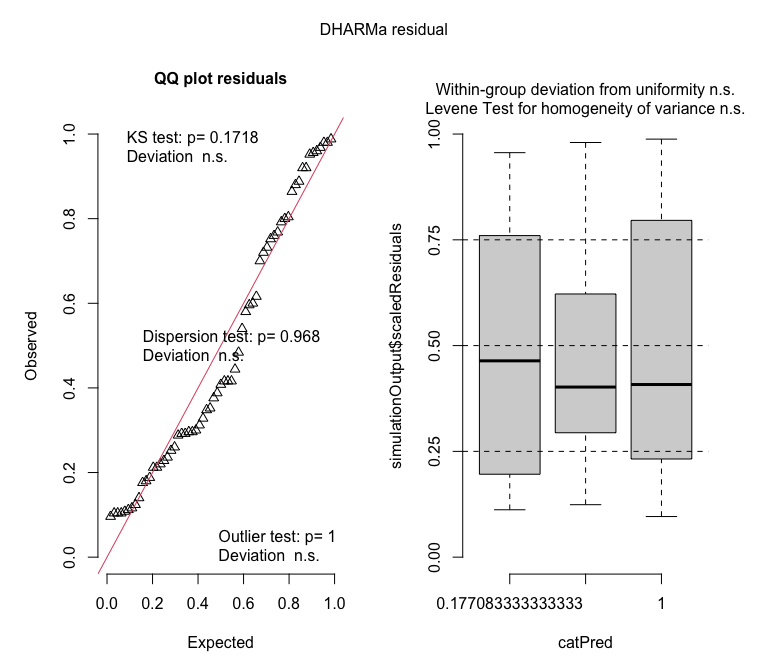 DHARMa residual
QQ plot residuals
KS test: p= 0.1718
Deviation  n.s.
Dispersion test: p= 0.968
Deviation  n.s.
Outlier test: p= 1
Deviation  n.s.
Observed
0.0 0.2 0.4 0.6 0.8 1.0
0.0 0.2 0.4 0.6 0.8 1.0
Expected
Within-group deviation from uniformity n.s.
Levene Test for homogeneity of variance n.s.
simulationOutput$scaledResiduals
0.00 0.25 0.50 0.75 1.00
0.177083333333333 1
catPred